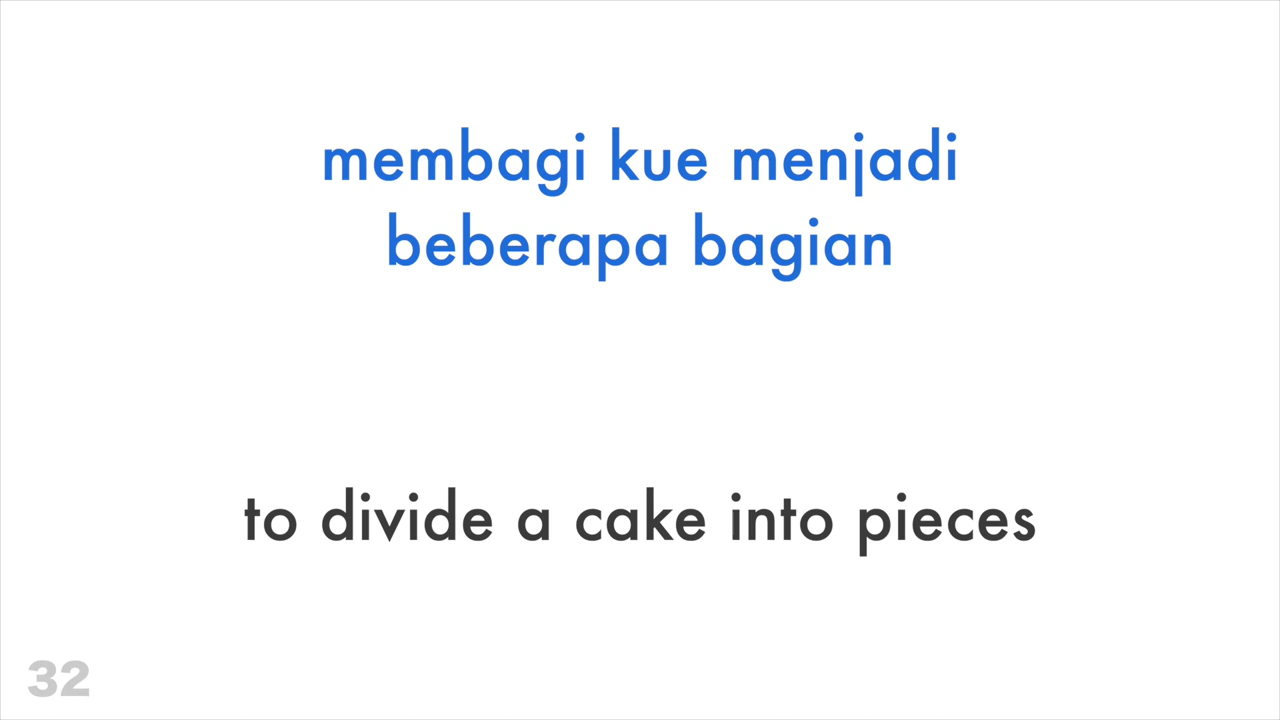 membagi kue menjadi
beberapa bagian
to divide a cake into pieces
32